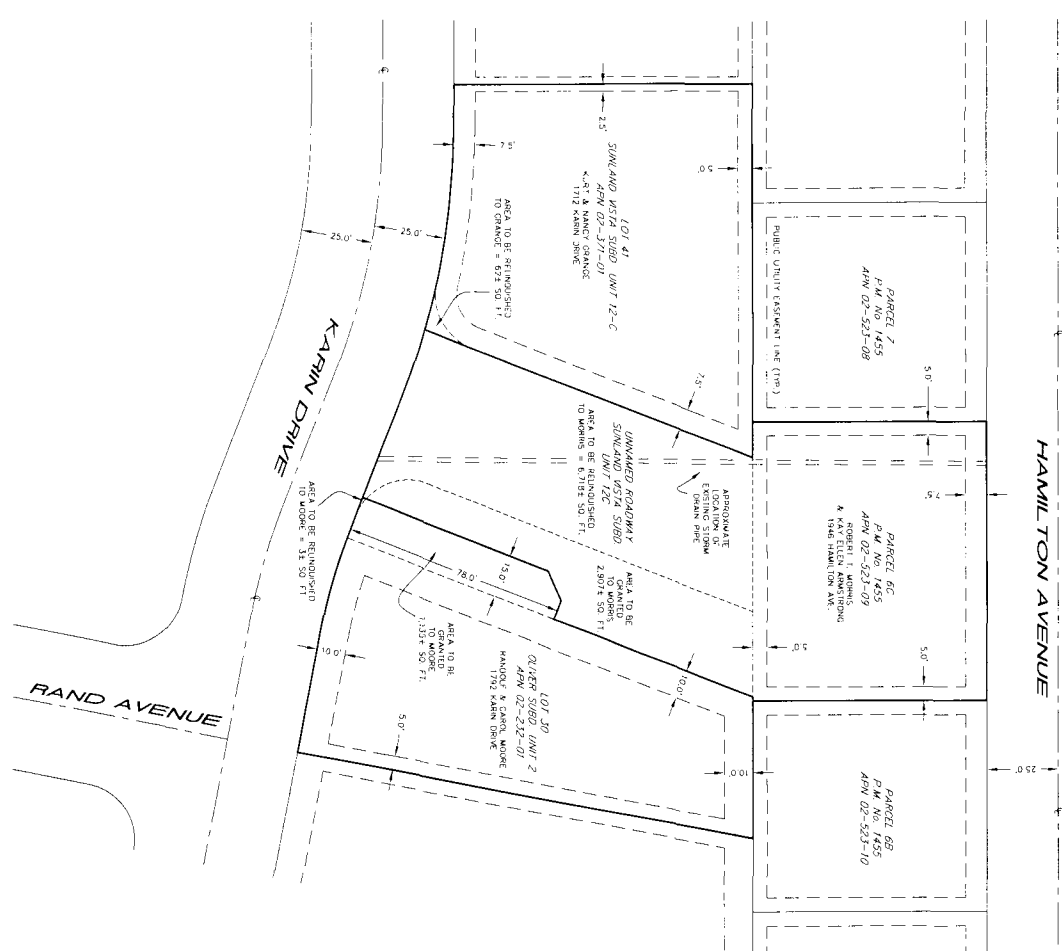 HAMILTON AVENUE
25.0'
PARCEL 7
P.M. No. 1455
APN 02-523-08
PUBLIC UTILITY EASEMENT LINE (TYP.)
5.0'
7.5'
PARCEL 6C
P.M. No. 1455
APN 02-523-09
ROBERT T. MORRIS
& KAY ELLEN ARMSTRONG
1946 HAMILTON AVE.
5.0'
5.0'
PARCEL 6B
P.M. No. 1455
APN 02-523-10
2.5'
7.5'
5.0'
LOT 41
SUNLAND VISTA SUBD UNIT 12-C
APN 02-371-01
KURT & NANCY GRANGE
1712 KARIN DRIVE
AREA TO BE RELINQUISHED
TO GRANGE = 67± SQ. FT.
7.5'
APPROXIMATE
LOCATION OF
EXISTING STORM
DRAIN PIPE
UNNAMED ROADWAY
SUNLAND VISTA SUBD
UNIT 12C
AREA TO BE RELINQUISHED
TO MORRIS = 6,718± SQ. FT.
AREA TO BE
GRANTED
TO MORRIS
2,907± SQ. FT.
15.0'
78.0'
10.0'
AREA TO BE RELINQUISHED
TO MOORE = 3± SQ FT
AREA TO BE
GRANTED
TO MOORE
1,135± SQ. FT.
LOT 30
OLIVER SUBD UNIT 2
APN 02-232-01
RANDOLF & CAROL MOORE
1792 KARIN DRIVE
10.0'
10.0'
5.0'
25.0'
25.0'
KARIN DRIVE
RAND AVENUE